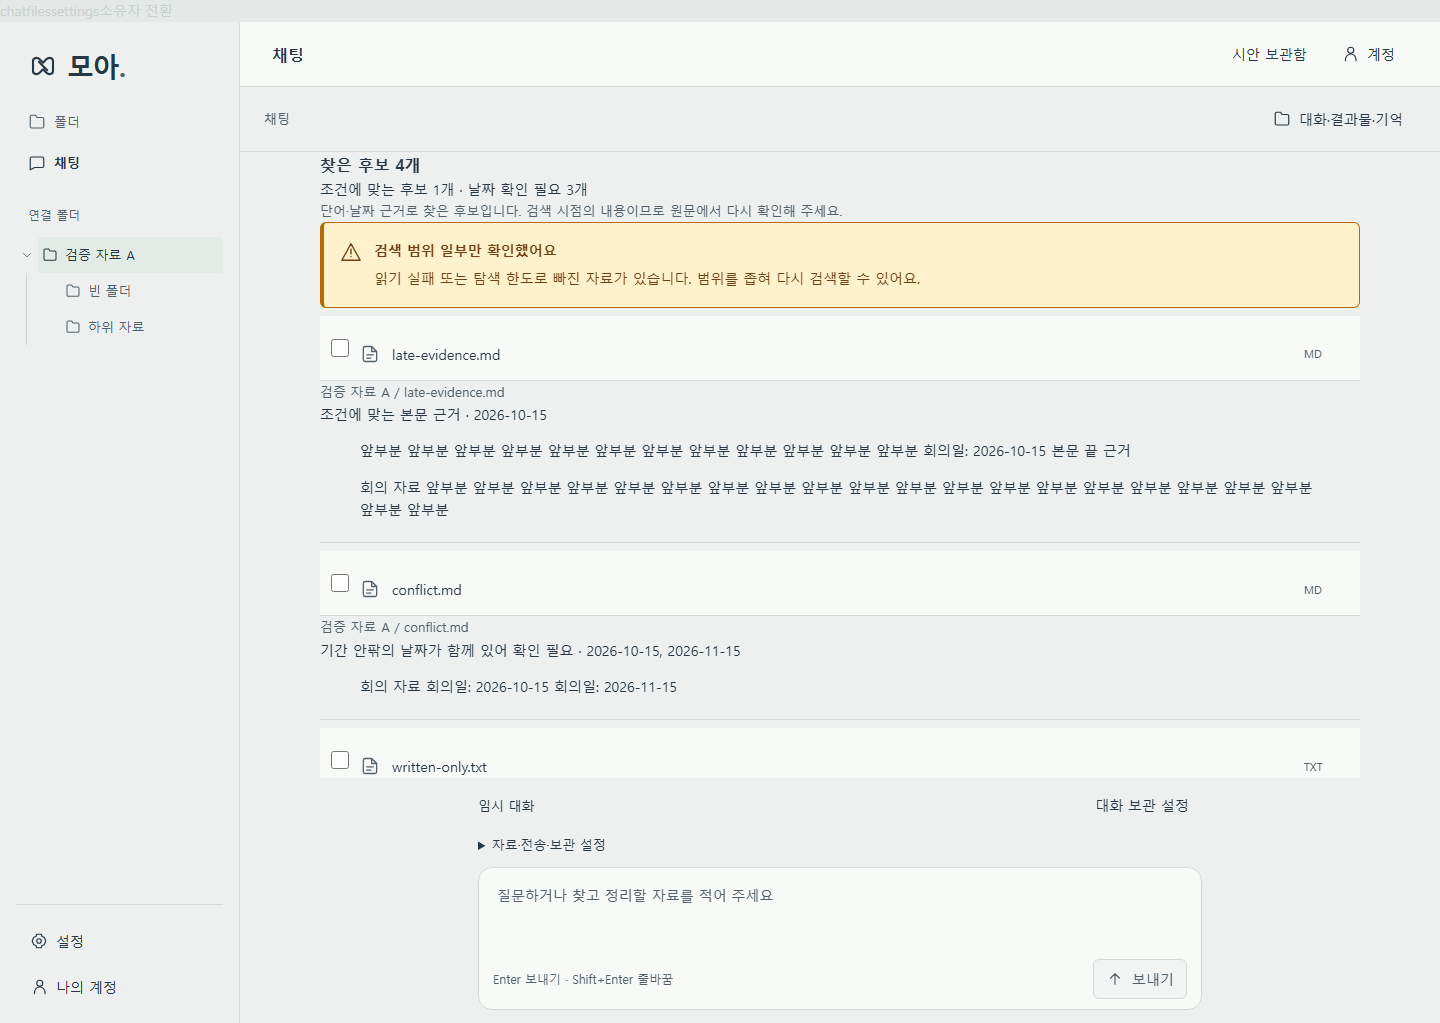 chatfilessettings소유자 전환
모아.
폴더
채팅
연결 폴더
검증 자료 A
빈 폴더
하위 자료
설정
나의 계정
채팅
시안 보관함
계정
채팅
대화·결과물·기억
찾은 후보 4개
조건에 맞는 후보 1개 · 날짜 확인 필요 3개
단어·날짜 근거로 찾은 후보입니다. 검색 시점의 내용이므로 원문에서 다시 확인해 주세요.
검색 범위 일부만 확인했어요
읽기 실패 또는 탐색 한도로 빠진 자료가 있습니다. 범위를 좁혀 다시 검색할 수 있어요.
late-evidence.md
MD
검증 자료 A / late-evidence.md
조건에 맞는 본문 근거 · 2026-10-15
앞부분 앞부분 앞부분 앞부분 앞부분 앞부분 앞부분 앞부분 앞부분 앞부분 앞부분 앞부분 회의일: 2026-10-15 본문 끝 근거
회의 자료 앞부분 앞부분 앞부분 앞부분 앞부분 앞부분 앞부분 앞부분 앞부분 앞부분 앞부분 앞부분 앞부분 앞부분 앞부분 앞부분 앞부분 앞부분 앞부분
앞부분 앞부분
conflict.md
MD
검증 자료 A / conflict.md
기간 안팎의 날짜가 함께 있어 확인 필요 · 2026-10-15, 2026-11-15
회의 자료 회의일: 2026-10-15 회의일: 2026-11-15
written-only.txt
TXT
임시 대화
대화 보관 설정
자료·전송·보관 설정
질문하거나 찾고 정리할 자료를 적어 주세요
Enter 보내기 · Shift+Enter 줄바꿈
보내기